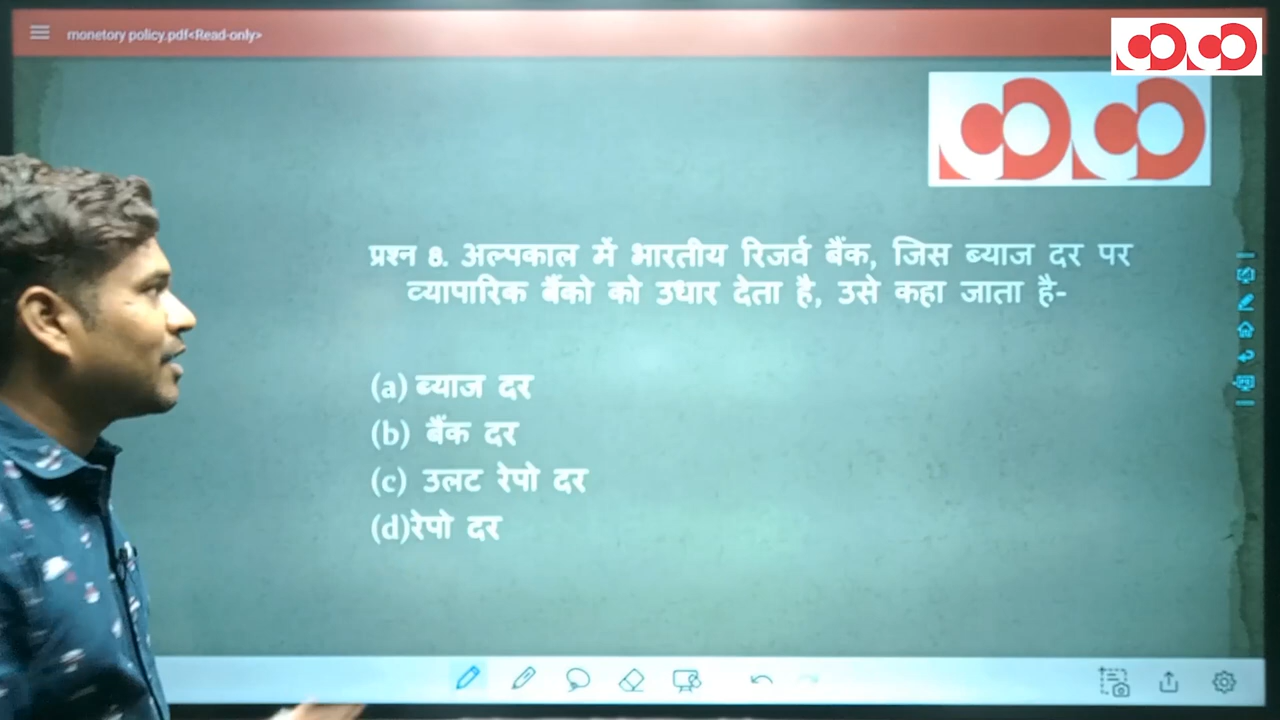 monetory policy.pdf<Read-only>
प्रश्न 8. अल्पकाल में भारतीय रिजर्व बैंक, जिस ब्याज दर पर
व्यापारिक बैंको को उधार देता है, उसे कहा जाता है-
(a) ब्याज दर
(b) बैंक दर
(c) उलट रेपो दर
(d)रेपो दर